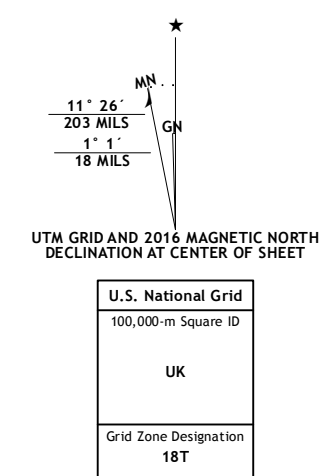 ★
MN
11° 26´
203 MILS
GN
1° 1´
18 MILS
UTM GRID AND 2016 MAGNETIC NORTH
DECLINATION AT CENTER OF SHEET
U.S. National Grid
100,000-m Square ID
UK
Grid Zone Designation
18T